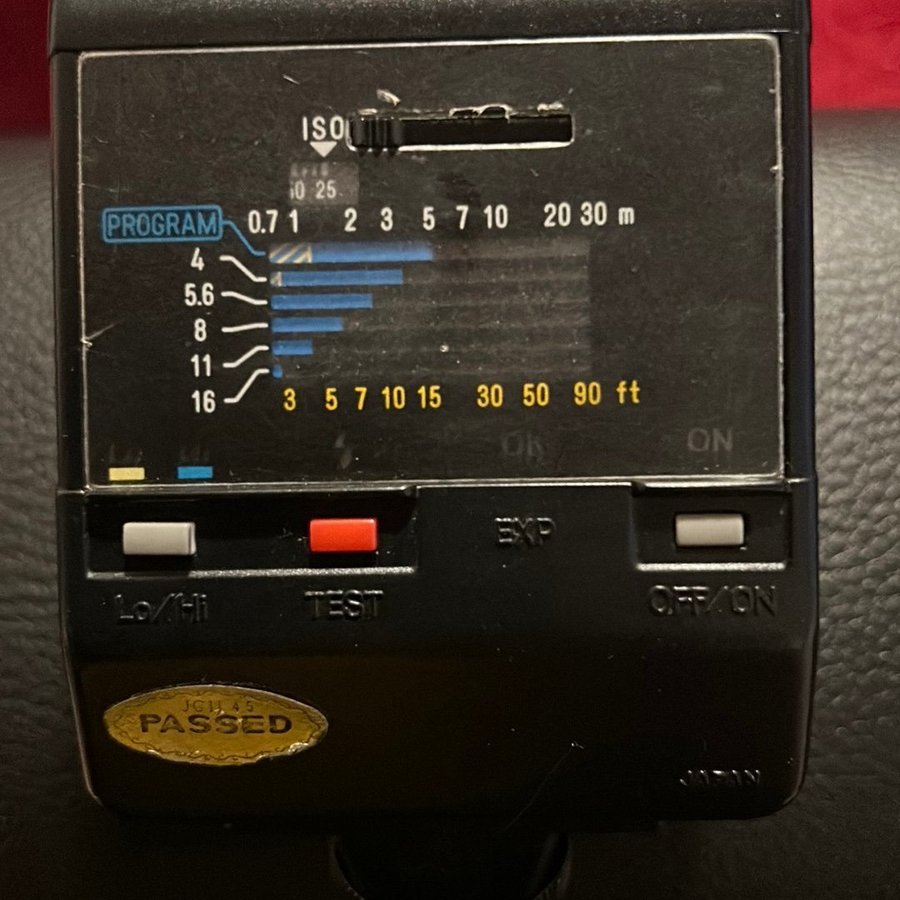 ISO
25
PROGRAM 0.7 1 2 3 5 7 10 20 30 m
4
5.6
8
11
16
3 5 7 10 15 30 50 90 ft
OK ON
EXP
Lo/Hi TEST OFF/ON
JCII 45
PASSED
JAPAN